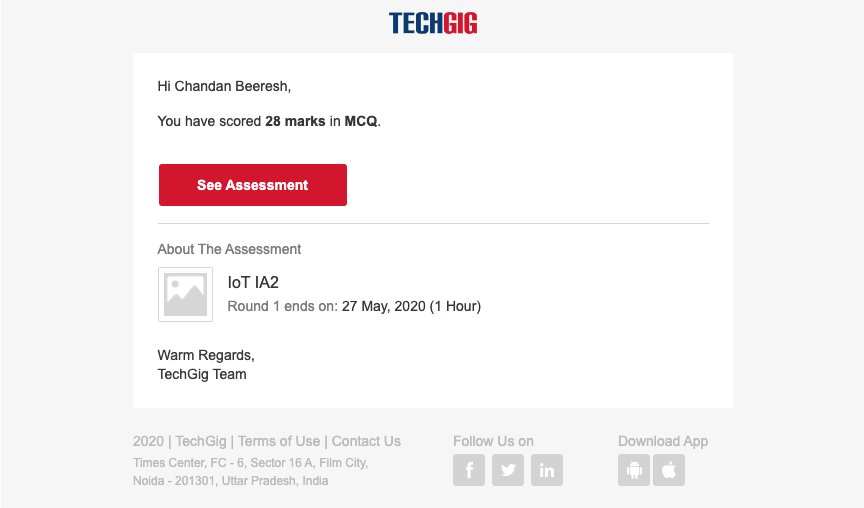 TECHGIG
Hi Chandan Beeresh,
You have scored 28 marks in MCQ.
See Assessment
About The Assessment
IoT IA2
Round 1 ends on: 27 May, 2020 (1 Hour)
Warm Regards,
TechGig Team
2020 | TechGig | Terms of Use | Contact Us
Times Center, FC - 6, Sector 16 A, Film City,
Noida - 201301, Uttar Pradesh, India
Follow Us on
Download App